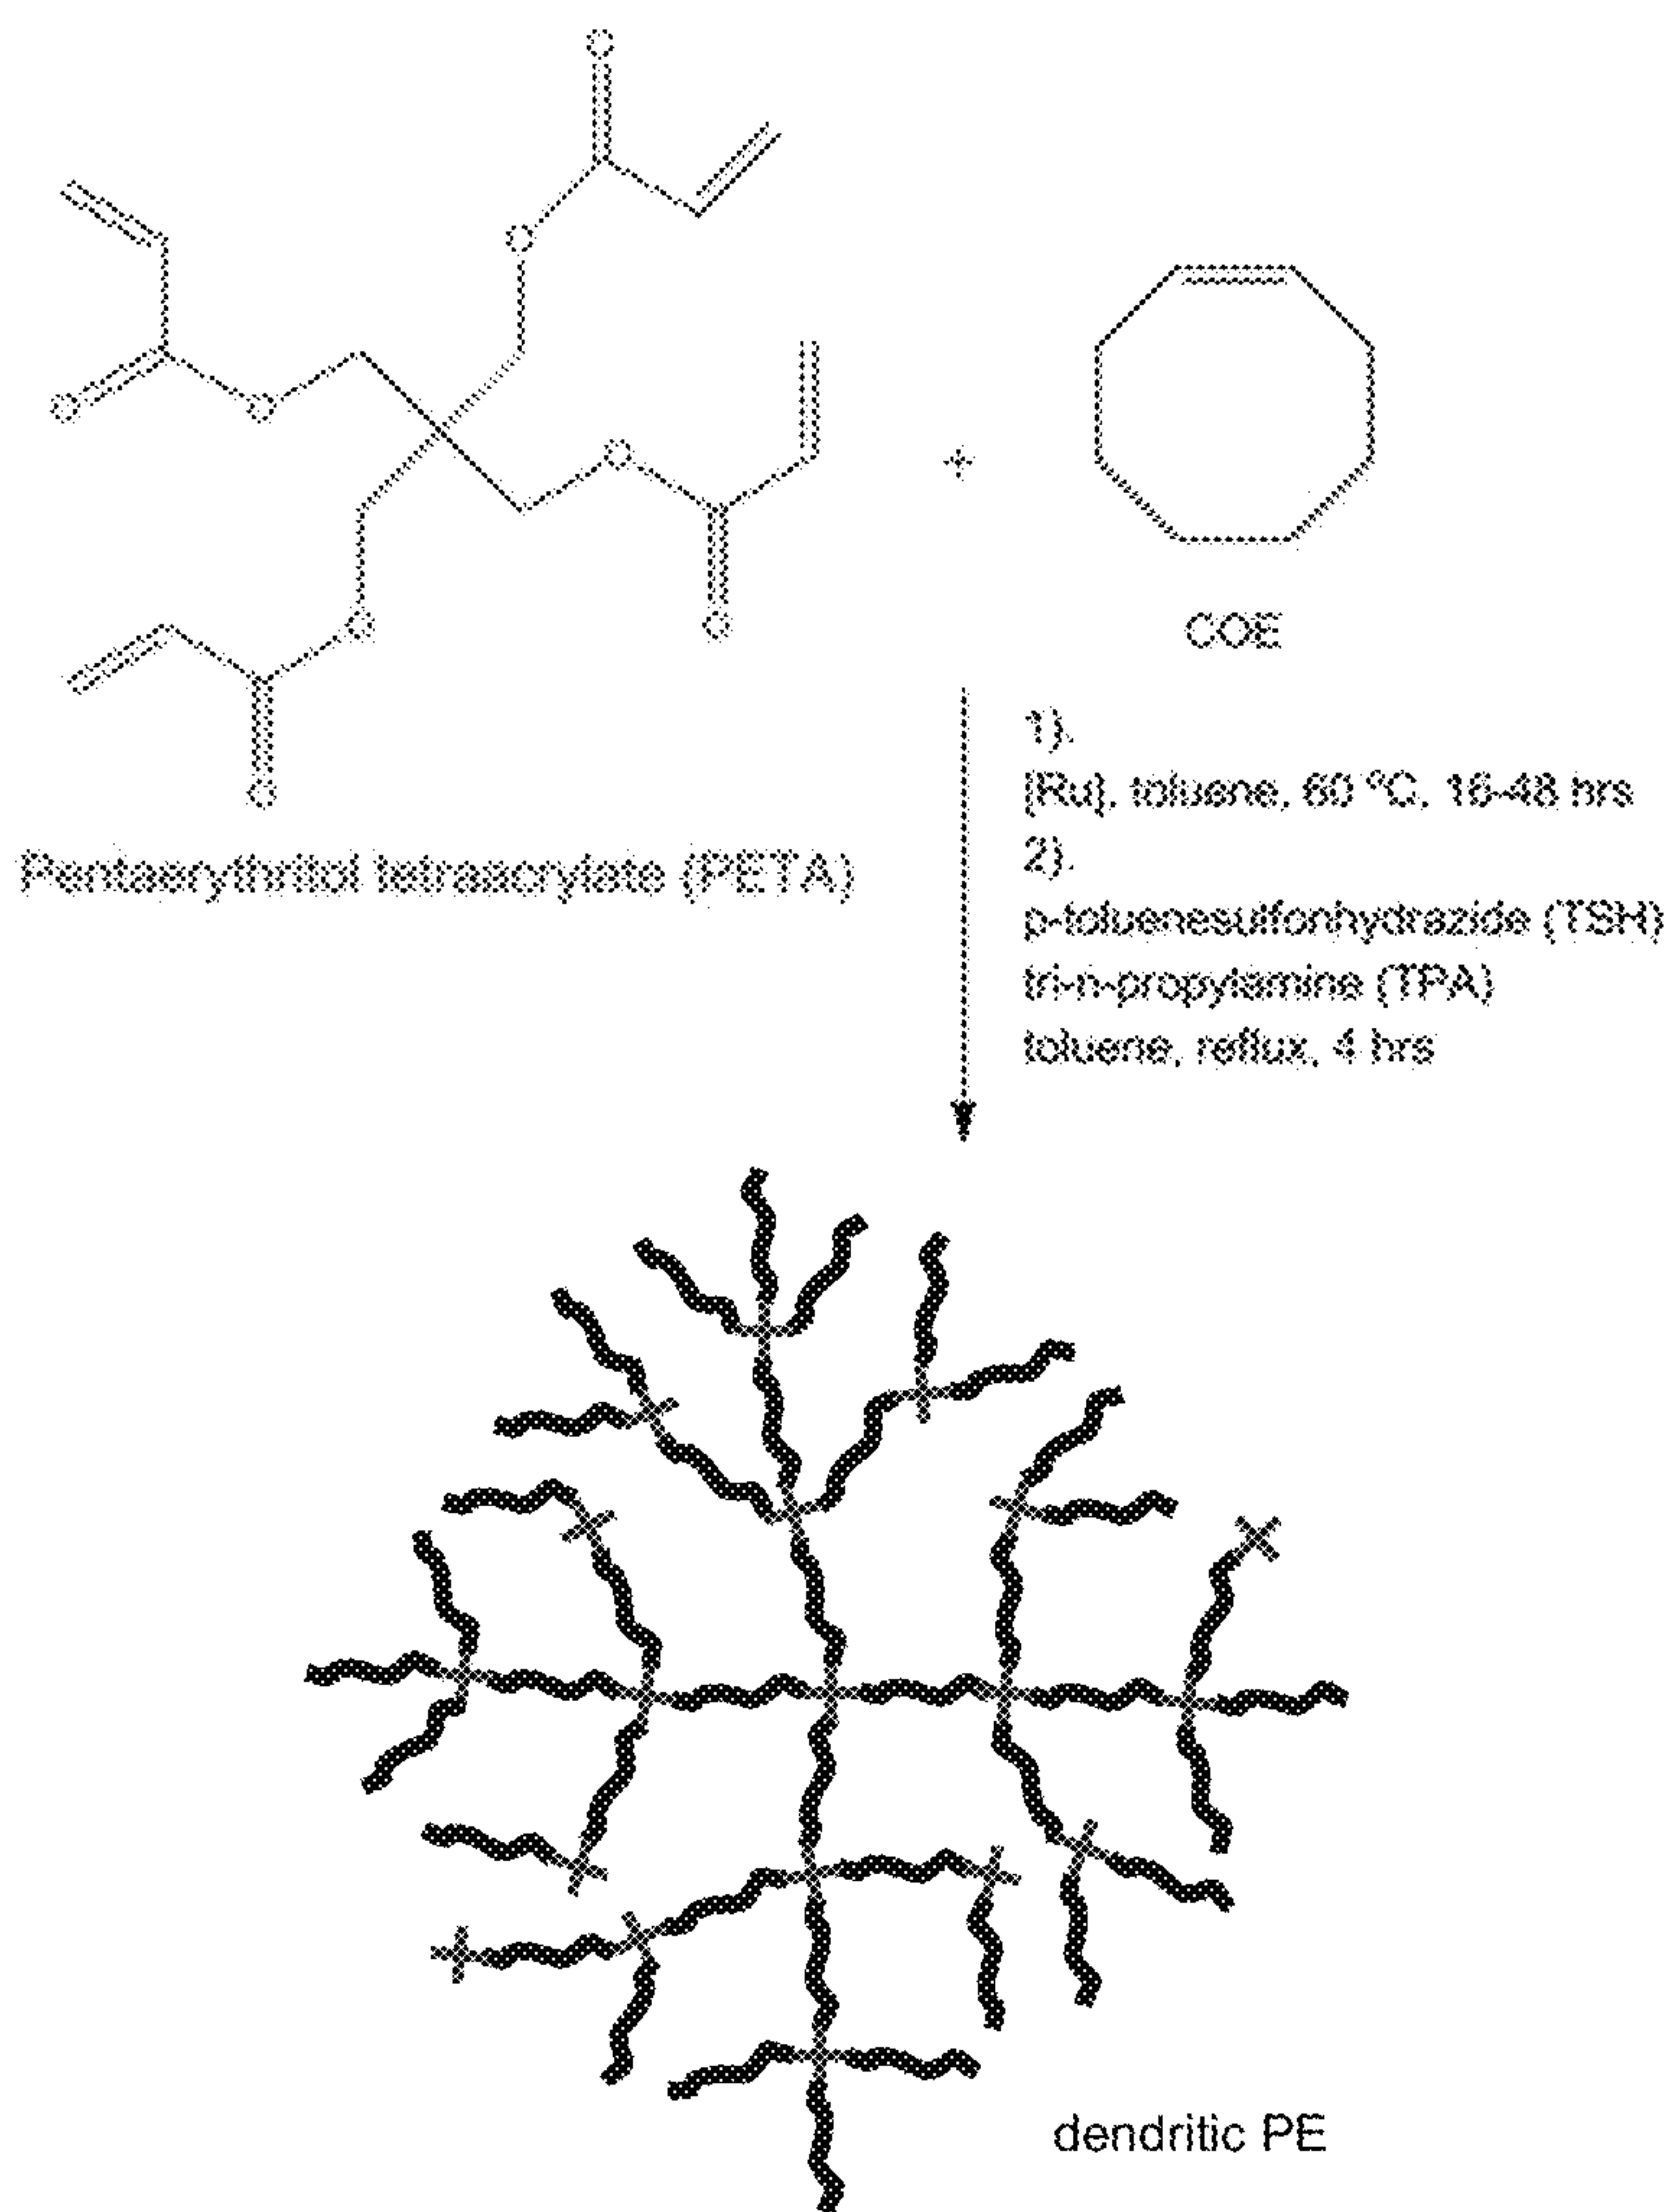 O
O
O
O
O
O
O
O
+
COE
Pentaerythritol tetraacrylate (PETA)
1).
[Ru], toluene, 60 °C, 16-48 hrs
2).
p-toluenesulfonhydrazide (TSH)
tri-n-propylamine (TPA)
toluene, reflux, 4 hrs
dendritic PE